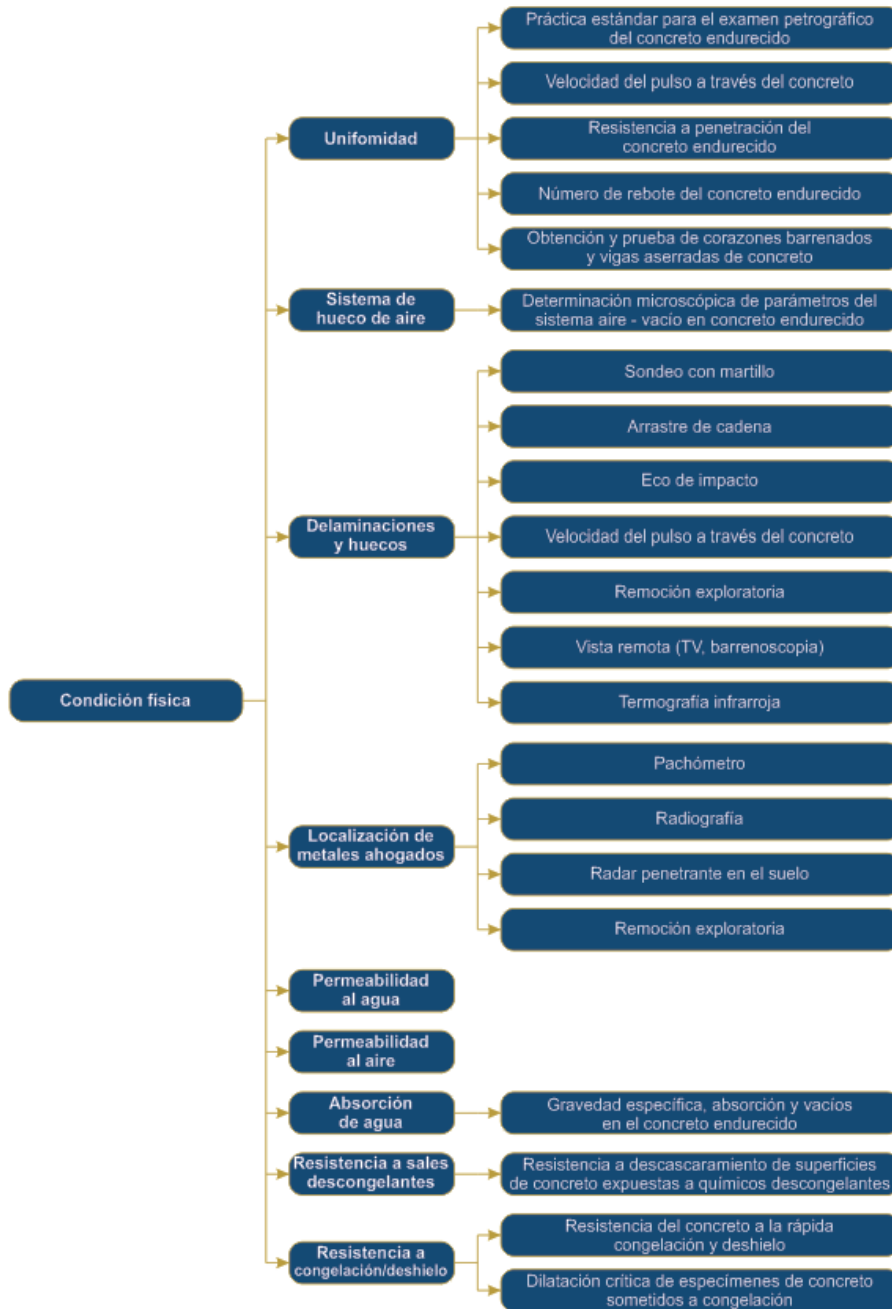 Práctica estándar para el examen petrográfico
del concreto endurecido
Velocidad del pulso a través del concreto
Unifomidad
Resistencia a penetración del
concreto endurecido
Número de rebote del concreto endurecido
Obtención y prueba de corazones barrenados
y vigas aserradas de concreto
Sistema de
hueco de aire
Determinación microscópica de parámetros del
sistema aire - vacío en concreto endurecido
Sondeo con martillo
Arrastre de cadena
Eco de impacto
Delaminaciones
y huecos
Velocidad del pulso a través del concreto
Remoción exploratoria
Vista remota (TV, barrenoscopia)
Condición física
Termografía infrarroja
Pachómetro
Radiografía
Localización de
metales ahogados
Radar penetrante en el suelo
Remoción exploratoria
Permeabilidad
al agua
Permeabilidad
al aire
Absorción
de agua
Gravedad específica, absorción y vacíos
en el concreto endurecido
Resistencia a sales
descongelantes
Resistencia a descascaramiento de superficies
de concreto expuestas a químicos descongelantes
Resistencia a
congelación/deshielo
Resistencia del concreto a la rápida
congelación y deshielo
Dilatación crítica de especímenes de concreto
sometidos a congelación